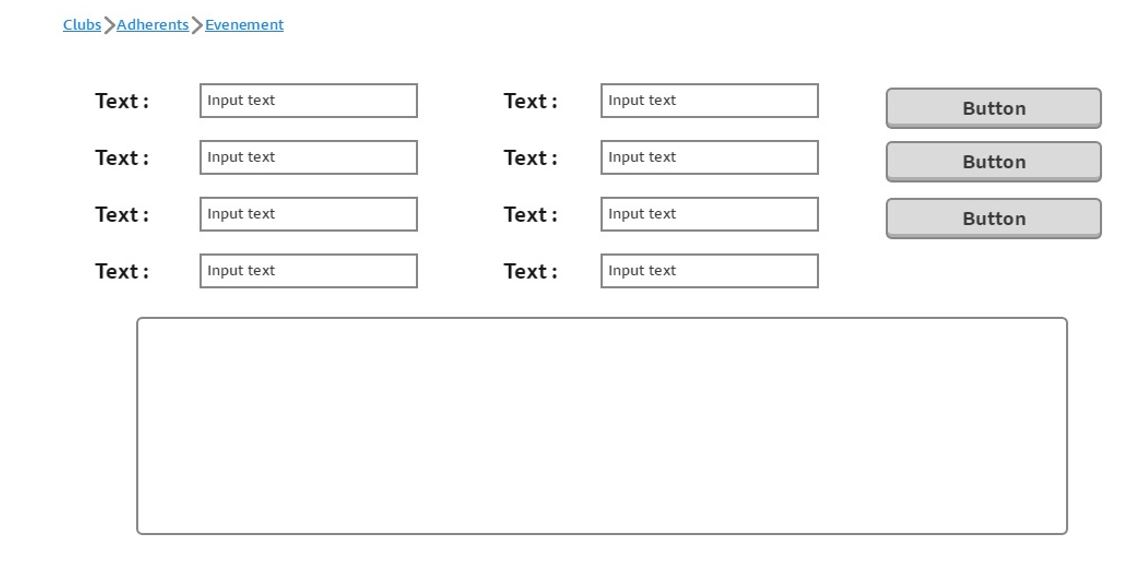 Clubs > Adherents > Evenement
Text : Input text Text : Input text Button
Text : Input text Text : Input text Button
Text : Input text Text : Input text Button
Text : Input text Text : Input text